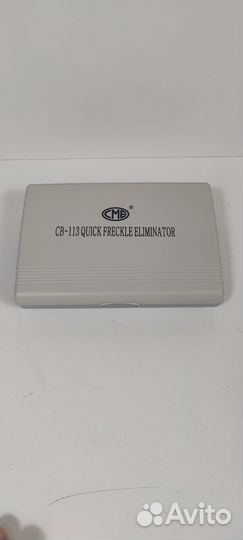 CMB ®
CB-113 QUICK FRECKLE ELIMINATOR
Avito